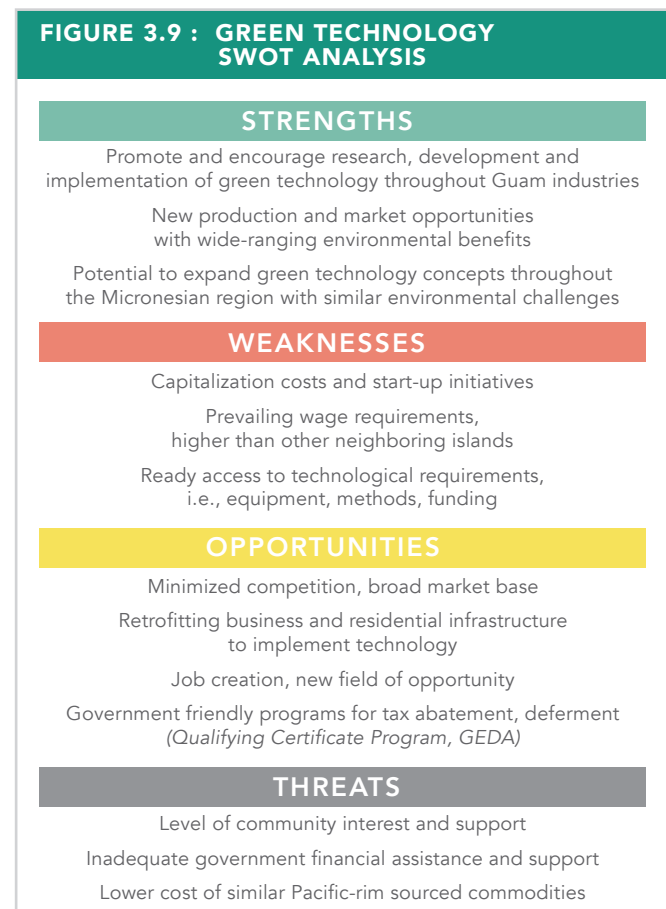 FIGURE 3.9 : GREEN TECHNOLOGY
SWOT ANALYSIS
STRENGTHS
Promote and encourage research, development and
implementation of green technology throughout Guam industries
New production and market opportunities
with wide-ranging environmental benefits
Potential to expand green technology concepts throughout
the Micronesian region with similar environmental challenges
WEAKNESSES
Capitalization costs and start-up initiatives
Prevailing wage requirements,
higher than other neighboring islands
Ready access to technological requirements,
i.e., equipment, methods, funding
OPPORTUNITIES
Minimized competition, broad market base
Retrofitting business and residential infrastructure
to implement technology
Job creation, new field of opportunity
Government friendly programs for tax abatement, deferment
(Qualifying Certificate Program, GEDA)
THREATS
Level of community interest and support
Inadequate government financial assistance and support
Lower cost of similar Pacific-rim sourced commodities